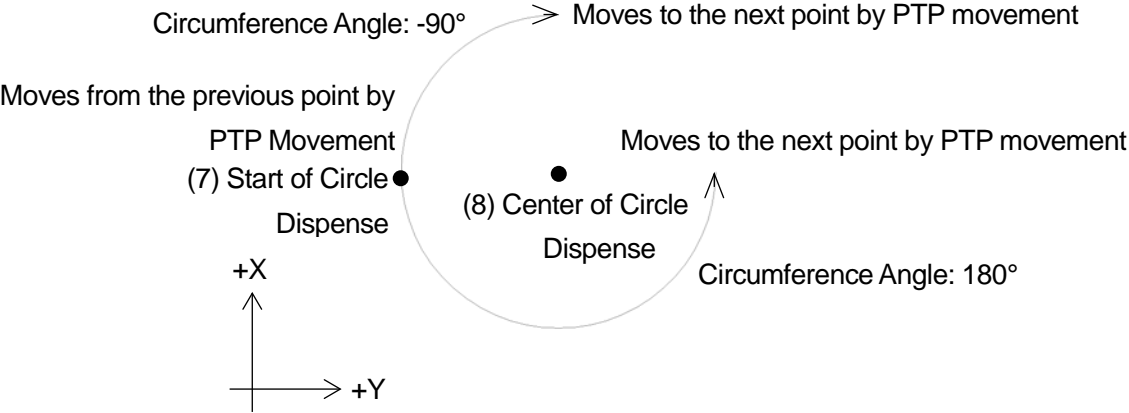 Circumference Angle: -90°
Moves to the next point by PTP movement
Moves from the previous point by
PTP Movement
(7) Start of Circle
Dispense
Moves to the next point by PTP movement
(8) Center of Circle
Dispense
Circumference Angle: 180°
+X
+Y